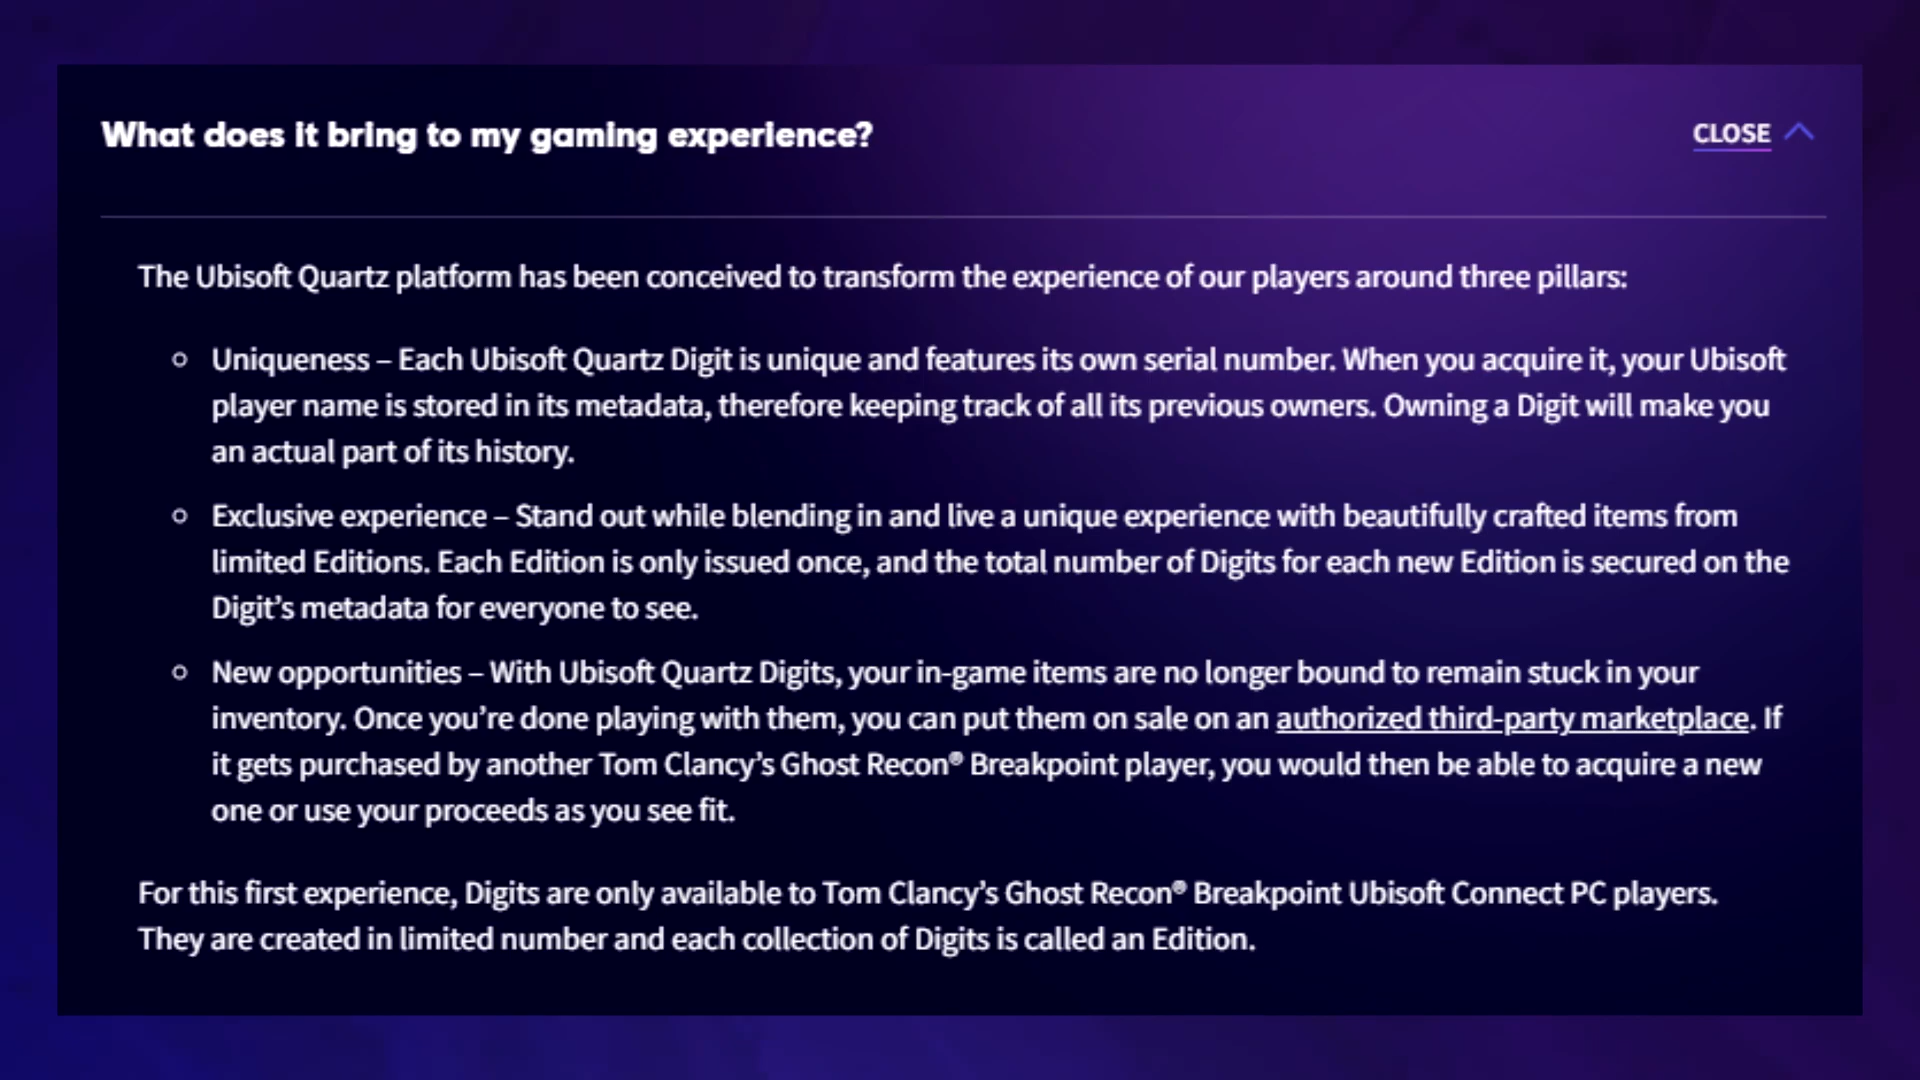 What does it bring to my gaming experience?
CLOSE
The Ubisoft Quartz platform has been conceived to transform the experience of our players around three pillars:
Uniqueness – Each Ubisoft Quartz Digit is unique and features its own serial number. When you acquire it, your Ubisoft
player name is stored in its metadata, therefore keeping track of all its previous owners. Owning a Digit will make you
an actual part of its history.
Exclusive experience – Stand out while blending in and live a unique experience with beautifully crafted items from
limited Editions. Each Edition is only issued once, and the total number of Digits for each new Edition is secured on the
Digit’s metadata for everyone to see.
New opportunities – With Ubisoft Quartz Digits, your in-game items are no longer bound to remain stuck in your
inventory. Once you’re done playing with them, you can put them on sale on an authorized third-party marketplace. If
it gets purchased by another Tom Clancy’s Ghost Recon® Breakpoint player, you would then be able to acquire a new
one or use your proceeds as you see fit.
For this first experience, Digits are only available to Tom Clancy’s Ghost Recon® Breakpoint Ubisoft Connect PC players.
They are created in limited number and each collection of Digits is called an Edition.